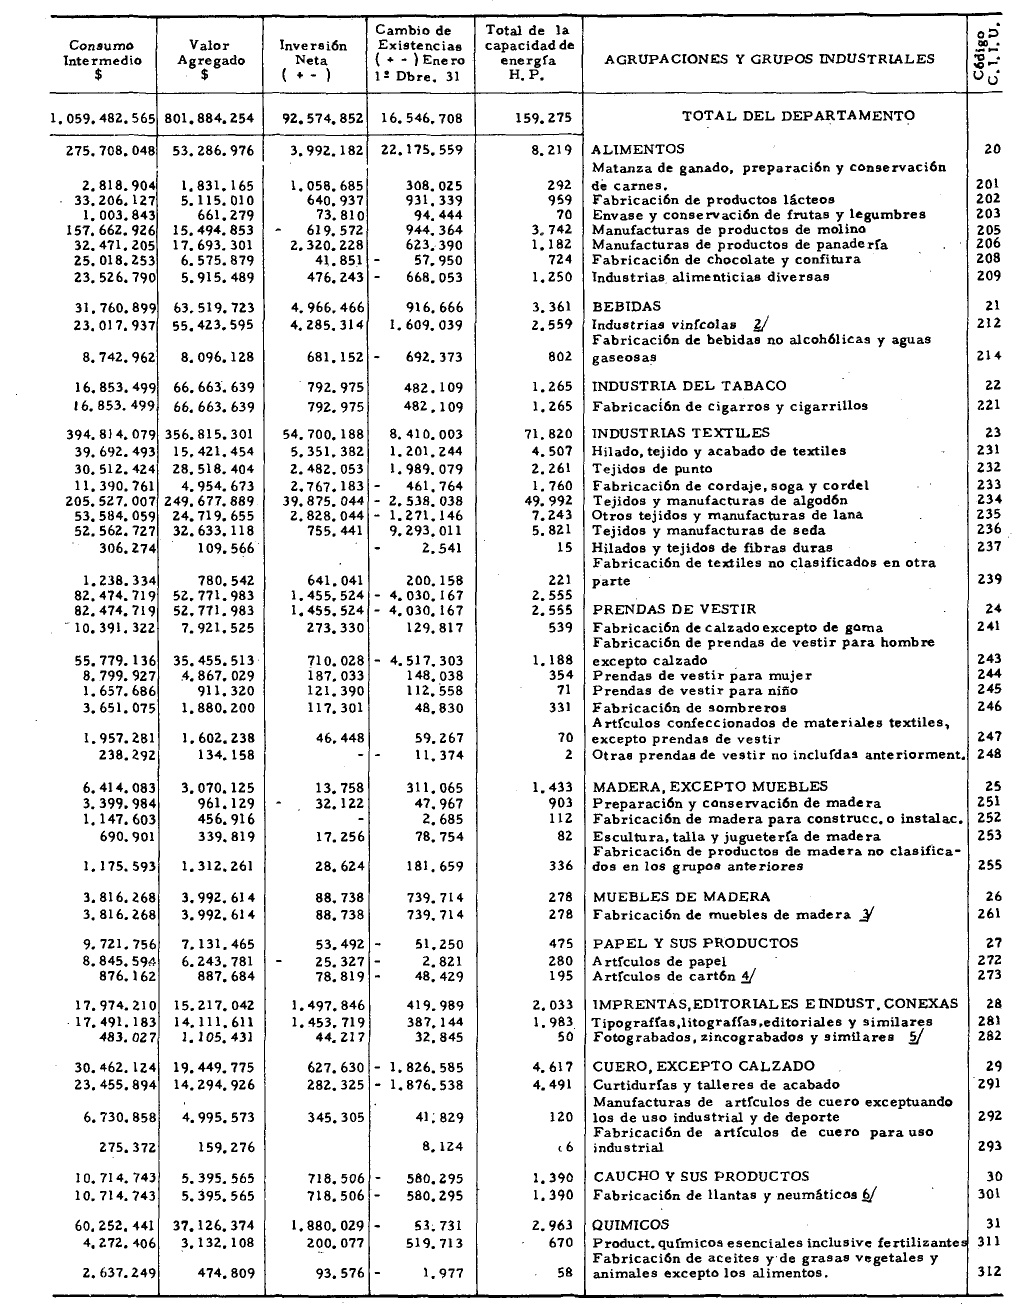 Consumo Intermedio $ | Valor Agregado $ | Inversión Neta ( + - ) | Cambio de Existencias ( + - ) Enero 1º Dbre. 31 | Total de la capacidad de energía H. P. | AGRUPACIONES Y GRUPOS INDUSTRIALES | Código C. I. I. U.
1.059.482.565 801.884.254 92.574.852 16.546.708 159.275 TOTAL DEL DEPARTAMENTO
275.708.048 53.286.976 3.992.182 22.175.559 8.219 ALIMENTOS 20
Matanza de ganado, preparación y conservación
2.818.904 1.831.165 1.058.685 308.025 292 de carnes. 201
33.206.127 5.115.010 640.937 931.339 959 Fabricación de productos lácteos 202
1.003.843 661.279 73.810 94.444 70 Envase y conservación de frutas y legumbres 203
157.662.926 15.494.853 - 619.572 944.364 3.742 Manufacturas de productos de molino 205
32.471.205 17.693.301 2.320.228 623.390 1.182 Manufacturas de productos de panadería 206
25.018.253 6.575.879 41.851 - 57.950 724 Fabricación de chocolate y confitura 208
23.526.790 5.915.489 476.243 - 668.053 1.250 Industrias alimenticias diversas 209
31.760.899 63.519.723 4.966.466 916.666 3.361 BEBIDAS 21
23.017.937 55.423.595 4.285.314 1.609.039 2.559 Industrias vinícolas 2/ 212
Fabricación de bebidas no alcohólicas y aguas
8.742.962 8.096.128 681.152 - 692.373 802 gaseosas 214
16.853.499 66.663.639 792.975 482.109 1.265 INDUSTRIA DEL TABACO 22
16.853.499 66.663.639 792.975 482.109 1.265 Fabricación de cigarros y cigarrillos 221
394.814.079 356.815.301 54.700.188 8.410.003 71.820 INDUSTRIAS TEXTILES 23
39.692.493 15.421.454 5.351.382 1.201.244 4.507 Hilado, tejido y acabado de textiles 231
30.512.424 28.518.404 2.482.053 1.989.079 2.261 Tejidos de punto 232
11.390.761 4.954.673 2.767.183 - 461.764 1.760 Fabricación de cordaje, soga y cordel 233
205.527.007 249.677.889 39.875.044 - 2.538.038 49.992 Tejidos y manufacturas de algodón 234
53.584.059 24.719.655 2.828.044 - 1.271.146 7.243 Otros tejidos y manufacturas de lana 235
52.562.727 32.633.118 755.441 9.293.011 5.821 Tejidos y manufacturas de seda 236
306.274 109.566 - 2.541 15 Hilados y tejidos de fibras duras 237
Fabricación de textiles no clasificados en otra
1.238.334 780.542 641.041 200.158 221 parte 239
82.474.719 52.771.983 1.455.524 - 4.030.167 2.555
82.474.719 52.771.983 1.455.524 - 4.030.167 2.555 PRENDAS DE VESTIR 24
10.391.322 7.921.525 273.330 129.817 539 Fabricación de calzado excepto de goma 241
Fabricación de prendas de vestir para hombre
55.779.136 35.455.513 710.028 - 4.517.303 1.188 excepto calzado 243
8.799.927 4.867.029 187.033 148.038 354 Prendas de vestir para mujer 244
1.657.686 911.320 121.390 112.558 71 Prendas de vestir para niño 245
3.651.075 1.880.200 117.301 48.830 331 Fabricación de sombreros 246
Artículos confeccionados de materiales textiles,
1.957.281 1.602.238 46.448 59.267 70 excepto prendas de vestir 247
238.292 134.158 - - 11.374 2 Otras prendas de vestir no incluídas anteriorment. 248
6.414.083 3.070.125 13.758 311.065 1.433 MADERA, EXCEPTO MUEBLES 25
3.399.984 961.129 - 32.122 47.967 903 Preparación y conservación de madera 251
1.147.603 456.916 - 2.685 112 Fabricación de madera para construcc. o instalac. 252
690.901 339.819 17.256 78.754 82 Escultura, talla y juguetería de madera 253
Fabricación de productos de madera no clasifica-
1.175.593 1.312.261 28.624 181.659 336 dos en los grupos anteriores 255
3.816.268 3.992.614 88.738 739.714 278 MUEBLES DE MADERA 26
3.816.268 3.992.614 88.738 739.714 278 Fabricación de muebles de madera 3/ 261
9.721.756 7.131.465 53.492 - 51.250 475 PAPEL Y SUS PRODUCTOS 27
8.845.594 6.243.781 - 25.327 - 2.821 280 Artículos de papel 272
876.162 887.684 78.819 - 48.429 195 Artículos de cartón 4/ 273
17.974.210 15.217.042 1.497.846 419.989 2.033 IMPRENTAS, EDITORIALES E INDUST. CONEXAS 28
17.491.183 14.111.611 1.453.719 387.144 1.983 Tipografías, litografías, editoriales y similares 281
483.027 1.105.431 44.217 32.845 50 Fotograbados, zincograbados y similares 5/ 282
30.462.124 19.449.775 627.630 - 1.826.585 4.617 CUERO, EXCEPTO CALZADO 29
23.455.894 14.294.926 282.325 - 1.876.538 4.491 Curtidurías y talleres de acabado 291
Manufacturas de artículos de cuero exceptuando
6.730.858 4.995.573 345.305 41.829 120 los de uso industrial y de deporte 292
Fabricación de artículos de cuero para uso
275.372 159.276 8.124 6 industrial 293
10.714.743 5.395.565 718.506 - 580.295 1.390 CAUCHO Y SUS PRODUCTOS 30
10.714.743 5.395.565 718.506 - 580.295 1.390 Fabricación de llantas y neumáticos 6/ 301
60.252.441 37.126.374 1.880.029 - 53.731 2.963 QUIMICOS 31
4.272.406 3.132.108 200.077 519.713 670 Product. químicos esenciales inclusive fertilizantes 311
Fabricación de aceites y de grasas vegetales y
2.637.249 474.809 93.576 - 1.977 58 animales excepto los alimentos. 312